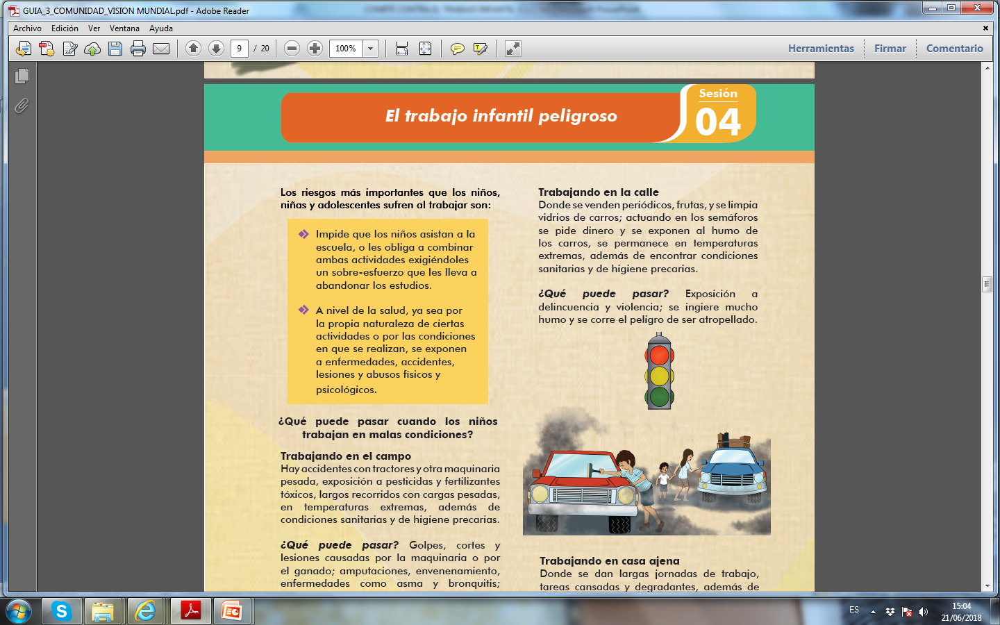 GUIA_3_COMUNIDAD_VISION MUNDIAL.pdf - Adobe Reader
Archivo Edición Ver Ventana Ayuda
9 / 20 100% Herramientas Firmar Comentario
El trabajo infantil peligroso
Sesión
04
Los riesgos más importantes que los niños,
niñas y adolescentes sufren al trabajar son:
Impide que los niños asistan a la
escuela, o les obliga a combinar
ambas actividades exigiéndoles
un sobre-esfuerzo que les lleva a
abandonar los estudios.
A nivel de la salud, ya sea por
la propia naturaleza de ciertas
actividades o por las condiciones
en que se realizan, se exponen
a enfermedades, accidentes,
lesiones y abusos físicos y
psicológicos.
¿Qué puede pasar cuando los niños
trabajan en malas condiciones?
Trabajando en el campo
Hay accidentes con tractores y otra maquinaria
pesada, exposición a pesticidas y fertilizantes
tóxicos, largos recorridos con cargas pesadas,
en temperaturas extremas, además de
condiciones sanitarias y de higiene precarias.
¿Qué puede pasar? Golpes, cortes y
lesiones causadas por la maquinaria o por
el ganado; amputaciones, envenenamiento,
enfermedades como asma y bronquitis;
Trabajando en la calle
Donde se venden periódicos, frutas, y se limpia
vidrios de carros; actuando en los semáforos
se pide dinero y se exponen al humo de
los carros, se permanece en temperaturas
extremas, además de encontrar condiciones
sanitarias y de higiene precarias.
¿Qué puede pasar? Exposición a
delincuencia y violencia; se ingiere mucho
humo y se corre el peligro de ser atropellado.
Trabajando en casa ajena
Donde se dan largas jornadas de trabajo,
tareas cansadas y degradantes, además de
ES
15:04
21/06/2018